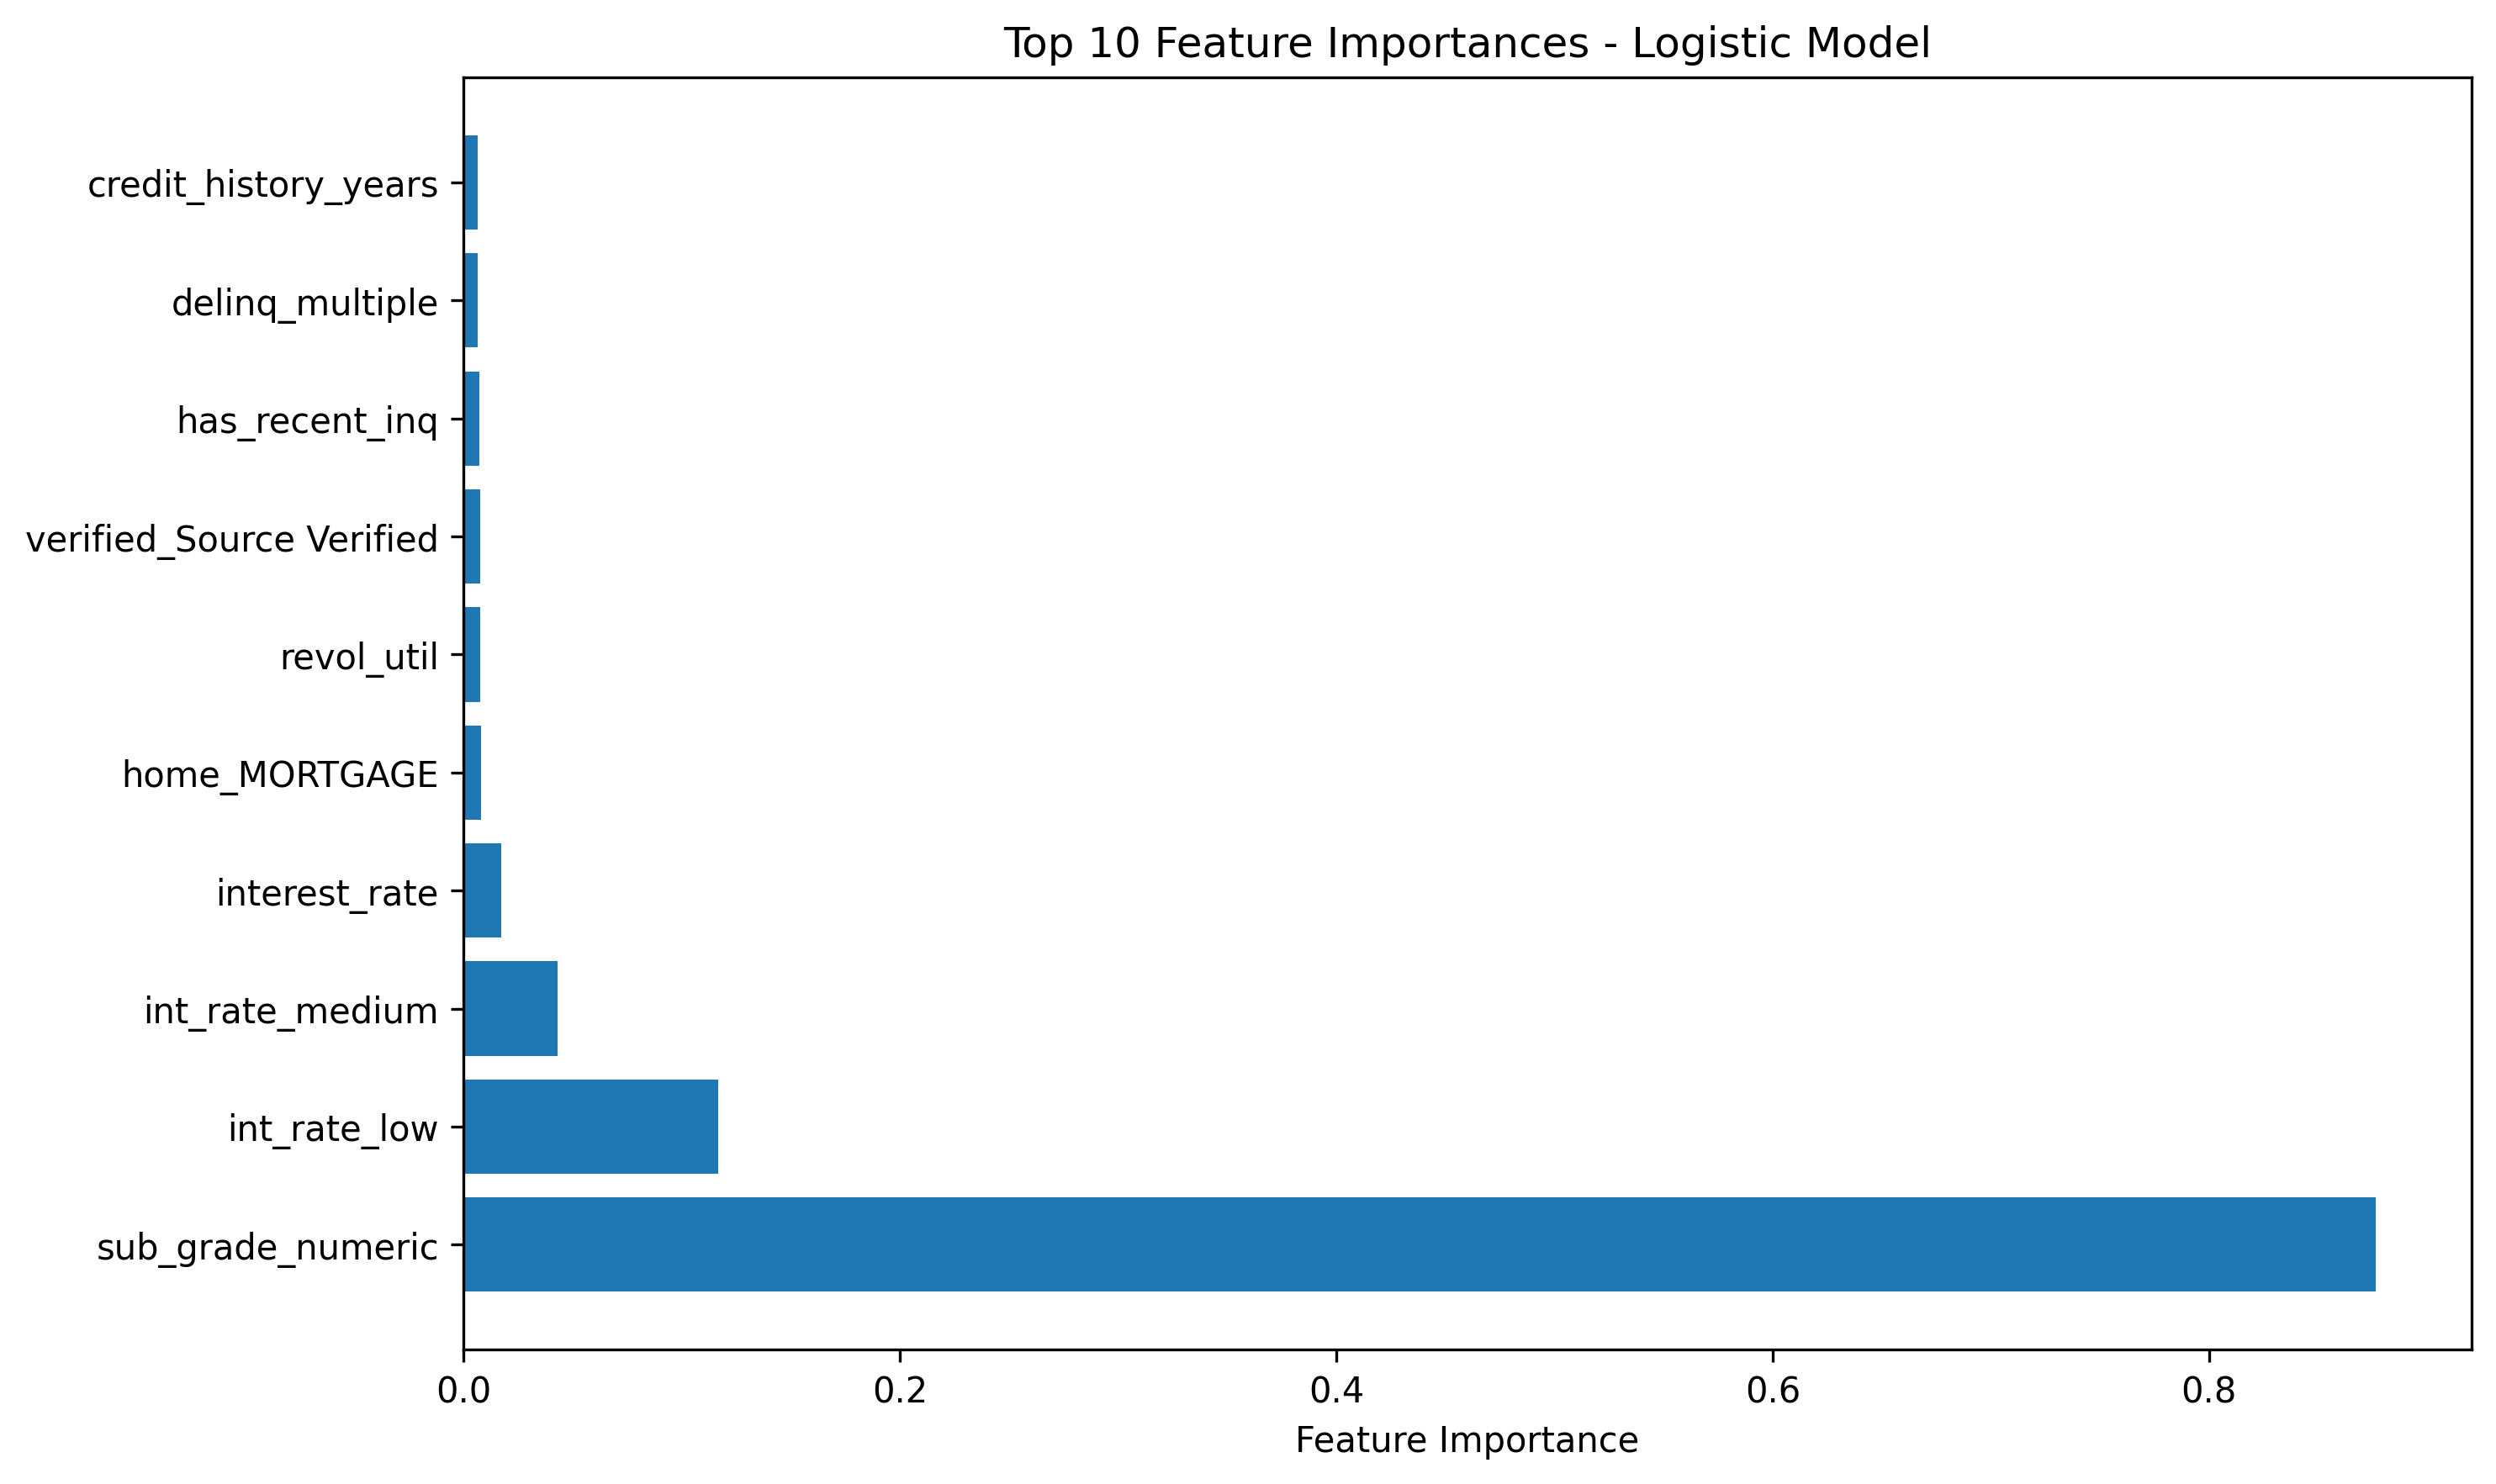 Top 10 Feature Importances - Logistic Model
credit_history_years
delinq_multiple
has_recent_inq
verified_Source Verified
revol_util
home_MORTGAGE
interest_rate
int_rate_medium
int_rate_low
sub_grade_numeric
0.0 0.2 0.4 0.6 0.8
Feature Importance